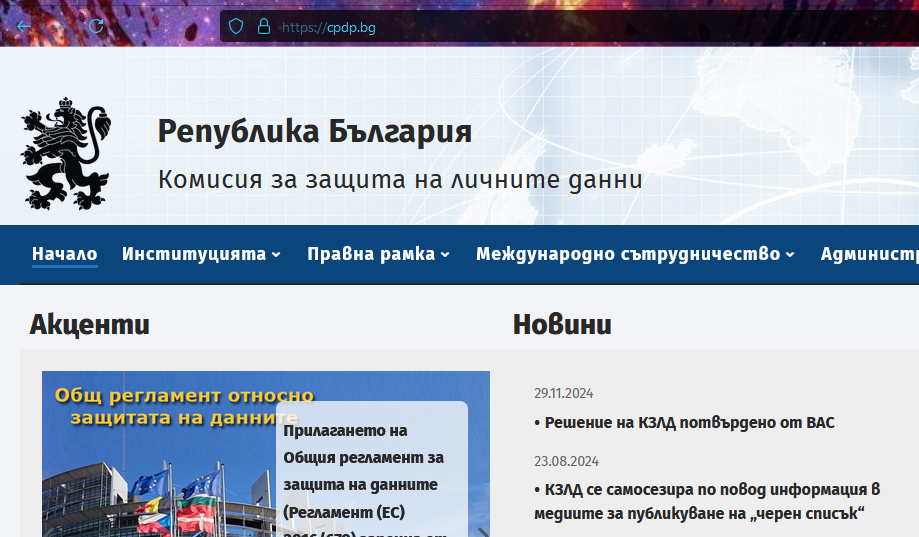 https://cpdp.bg
Република България
Комисия за защита на личните данни
Начало Институцията Правна рамка Международно сътрудничество
Акценти
Общ регламент относно
защитата на данните
Прилагането на
Общия регламент за
защита на данните
(Регламент (ЕС)
Новини
29.11.2024
• Решение на КЗЛД потвърдено от ВАС
23.08.2024
• КЗЛД се самосезира по повод информация в
медиите за публикуване на „черен списък“